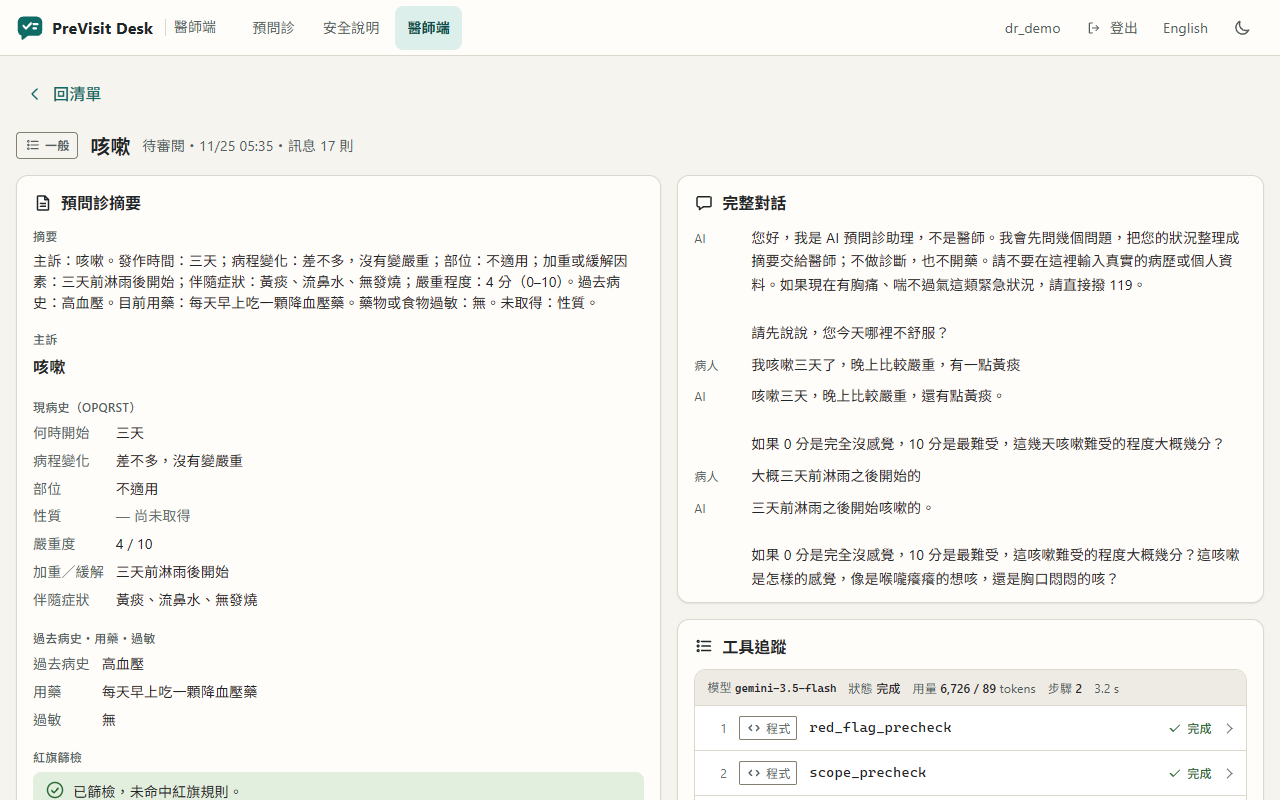 PreVisit Desk 醫師端 預問診 安全說明 醫師端 dr_demo 登出 English
回清單
一般 咳嗽 待審閱・11/25 05:35・訊息 17 則
預問診摘要
摘要
主訴：咳嗽。發作時間：三天；病程變化：差不多，沒有變嚴重；部位：不適用；加重或緩解因
素：三天前淋雨後開始；伴隨症狀：黃痰、流鼻水、無發燒；嚴重程度：4 分（0–10）。過去病
史：高血壓。目前用藥：每天早上吃一顆降血壓藥。藥物或食物過敏：無。未取得：性質。
主訴
咳嗽
現病史（OPQRST）
何時開始 三天
病程變化 差不多，沒有變嚴重
部位 不適用
性質 — 尚未取得
嚴重度 4 / 10
加重／緩解 三天前淋雨後開始
伴隨症狀 黃痰、流鼻水、無發燒
過去病史・用藥・過敏
過去病史 高血壓
用藥 每天早上吃一顆降血壓藥
過敏 無
紅旗篩檢
已篩檢，未命中紅旗規則。
完整對話
AI 您好，我是 AI 預問診助理，不是醫師。我會先問幾個問題，把您的狀況整理成
摘要交給醫師；不做診斷，也不開藥。請不要在這裡輸入真實的病歷或個人資
料。如果現在有胸痛、喘不過氣這類緊急狀況，請直接撥 119。
請先說說，您今天哪裡不舒服？
病人 我咳嗽三天了，晚上比較嚴重，有一點黃痰
AI 咳嗽三天，晚上比較嚴重，還有點黃痰。
如果 0 分是完全沒感覺，10 分是最難受，這幾天咳嗽難受的程度大概幾分？
病人 大概三天前淋雨之後開始的
AI 三天前淋雨之後開始咳嗽的。
如果 0 分是完全沒感覺，10 分是最難受，這咳嗽難受的程度大概幾分？這咳嗽
是怎樣的感覺，像是喉嚨癢癢的想咳，還是胸口悶悶的咳？
工具追蹤
模型 gemini-3.5-flash 狀態 完成 用量 6,726 / 89 tokens 步驟 2 3.2 s
1 程式 red_flag_precheck 完成
2 程式 scope_precheck 完成